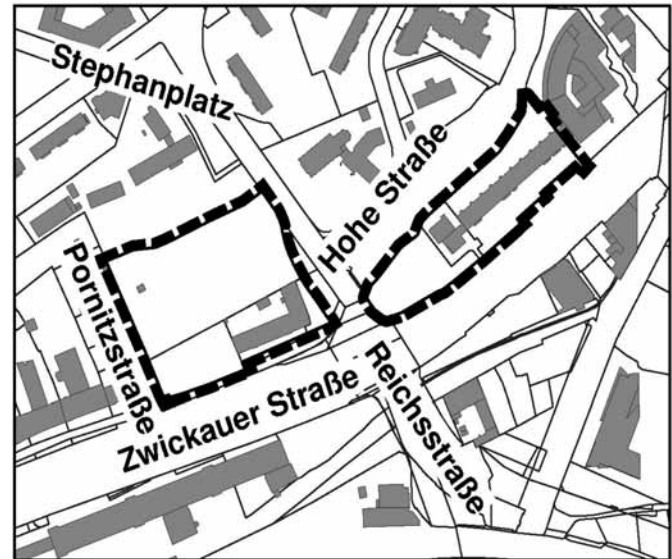 Stephanplatz
Hohe Straße
Pornitzstraße
Zwickauer Straße
Reichsstraße